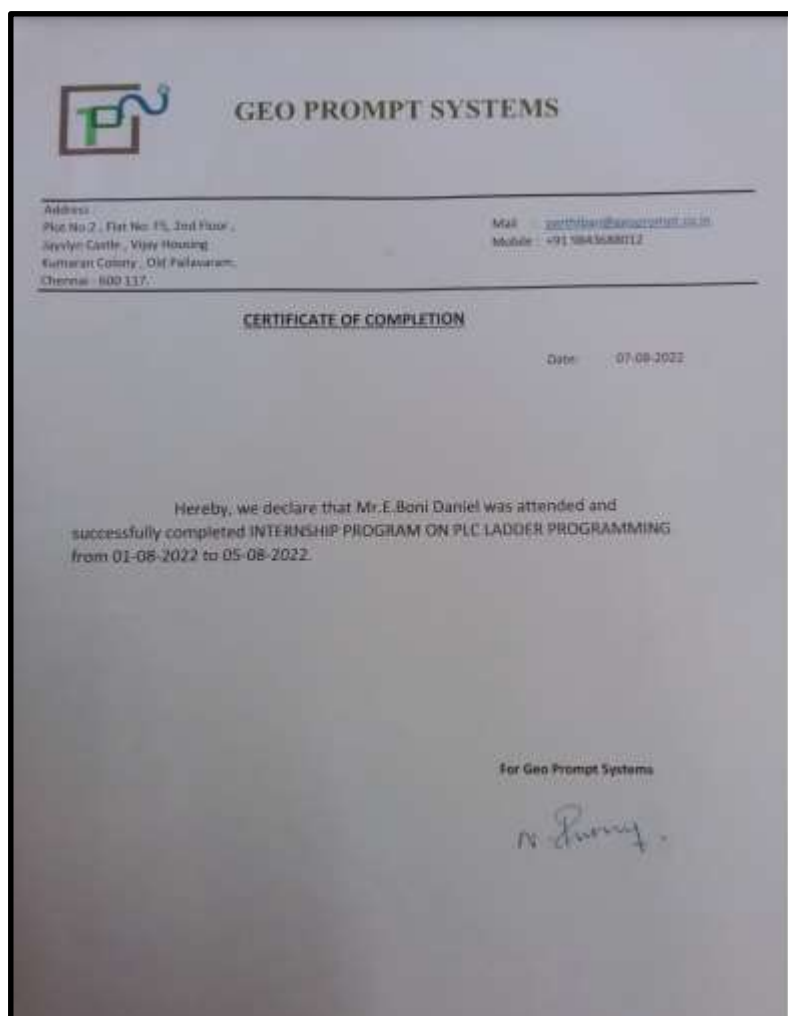 GEO PROMPT SYSTEMS
Address
Plot No 2 , Flat No: F5, 2nd Floor ,
Castle , Vijay Housing
Kumaran Colony , Old Pallavaram,
Chennai - 600 117.
Mail :
Mobile : +91 9843688012
CERTIFICATE OF COMPLETION
Date: 07-08-2022
Hereby, we declare that Mr.E.Boni Daniel was attended and
successfully completed INTERNSHIP PROGRAM ON PLC LADDER PROGRAMMING
from 01-08-2022 to 05-08-2022.
For Geo Prompt Systems